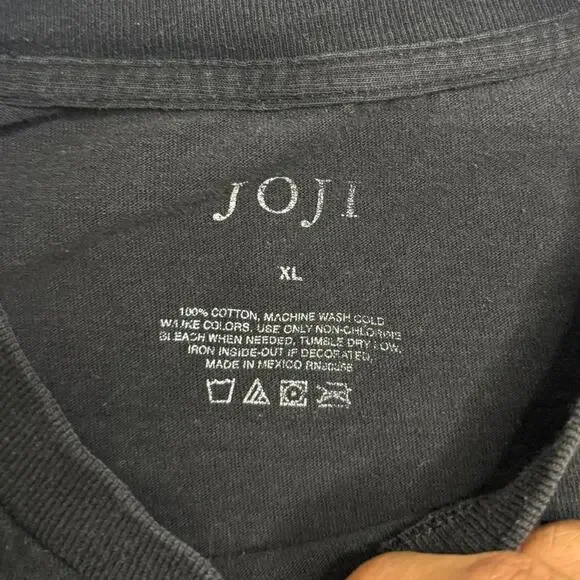 JOJI
XL
100% COTTON, MACHINE WASH COLD
W/LIKE COLORS, USE ONLY NON-CHLORINE
BLEACH WHEN NEEDED, TUMBLE DRY LOW,
IRON INSIDE-OUT IF DECORATED,
MADE IN MEXICO